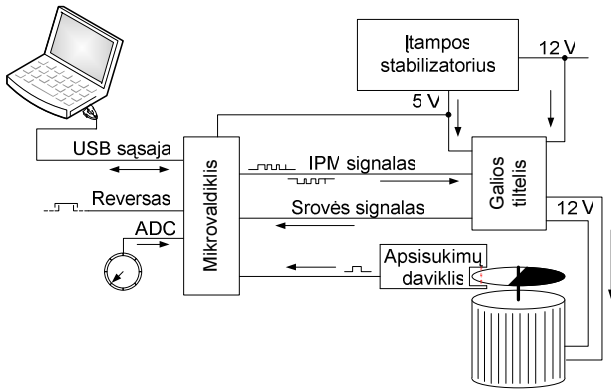 Įtampos
stabilizatorius
12 V
5 V
USB sąsaja
IPM signalas
Reversas
Srovės signalas
ADC
Mikrovaldiklis
Galios
tiltelis
12 V
Apsisukimų
daviklis